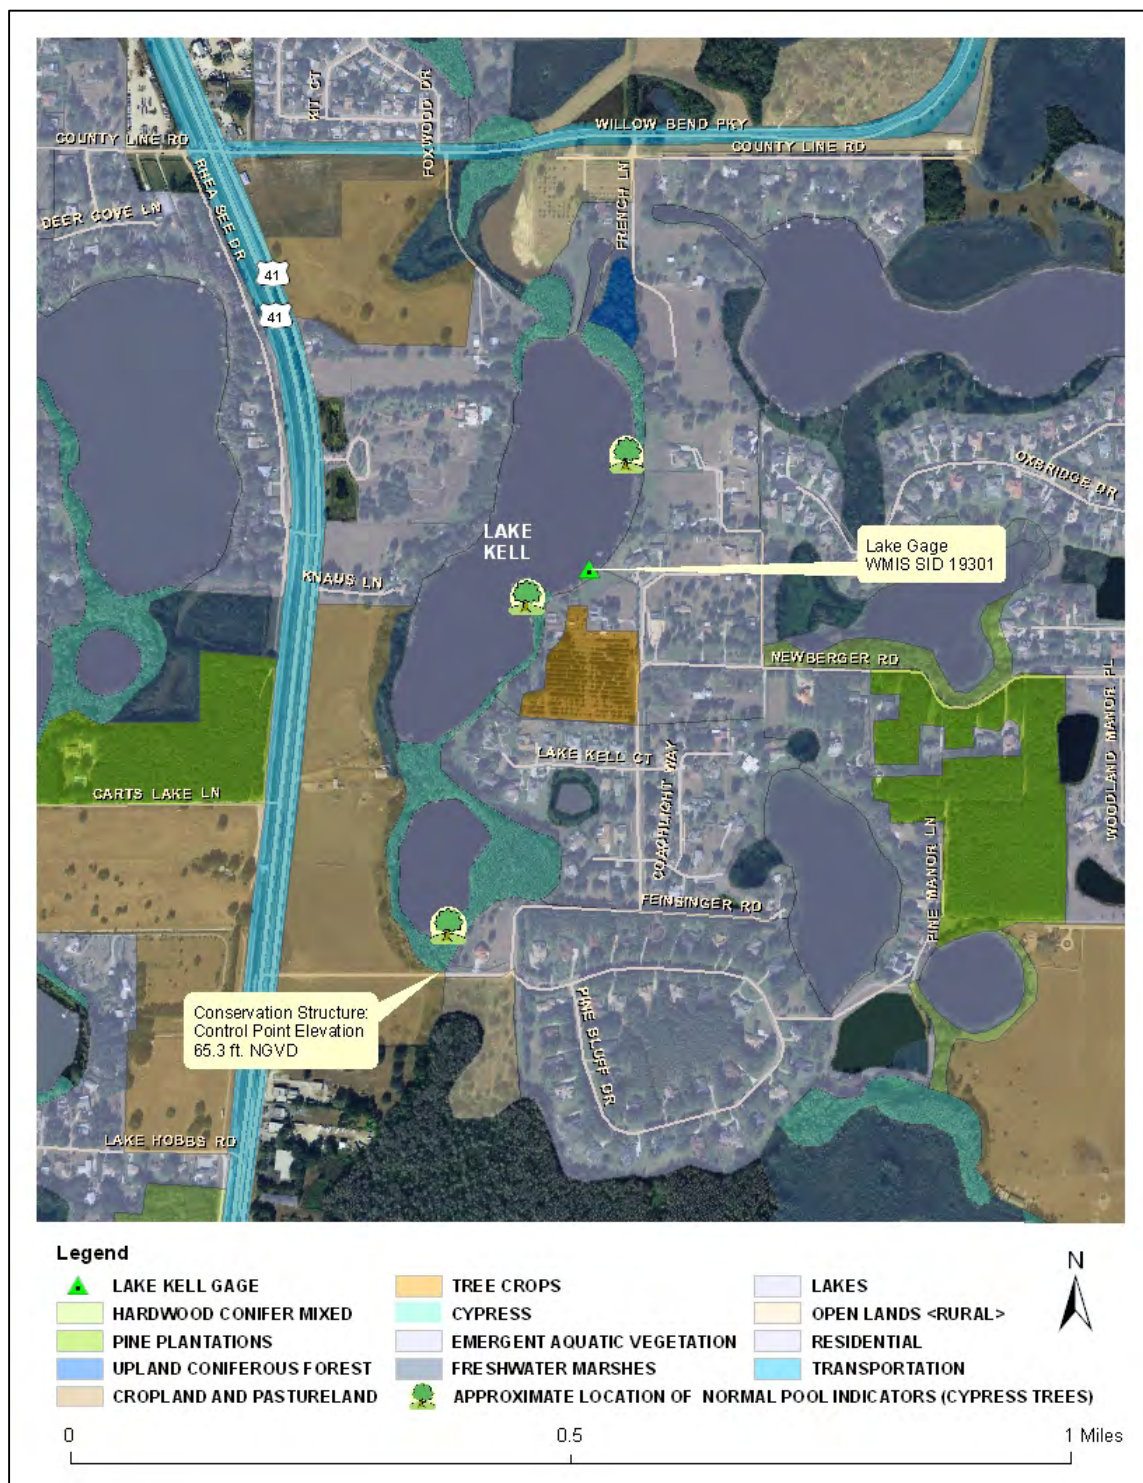 KIT CT
FOXWOOD DR
WILLOW BEND PKY
COUNTY LINE RD
COUNTY LINE RD
RHEA SEE DR
DEER COVE LN
FRENCH LN
41
41
OXBRIDGE DR
LAKE
KELL
Lake Gage
WMIS SID 19301
KNAUS LN
NEWBERGER RD
WOODLAND MANOR PL
LAKE KELL CT
COACHLIGHT WAY
CARTS LAKE LN
PINE MANOR LN
FEINSINGER RD
Conservation Structure:
Control Point Elevation
65.3 ft. NGVD
PINE BLUFF DR
LAKE HOBBS RD
Legend
LAKE KELL GAGE
HARDWOOD CONIFER MIXED
PINE PLANTATIONS
UPLAND CONIFEROUS FOREST
CROPLAND AND PASTURELAND
TREE CROPS
CYPRESS
EMERGENT AQUATIC VEGETATION
FRESHWATER MARSHES
APPROXIMATE LOCATION OF NORMAL POOL INDICATORS (CYPRESS TREES)
LAKES
OPEN LANDS <RURAL>
RESIDENTIAL
TRANSPORTATION
N
0 0.5 1 Miles